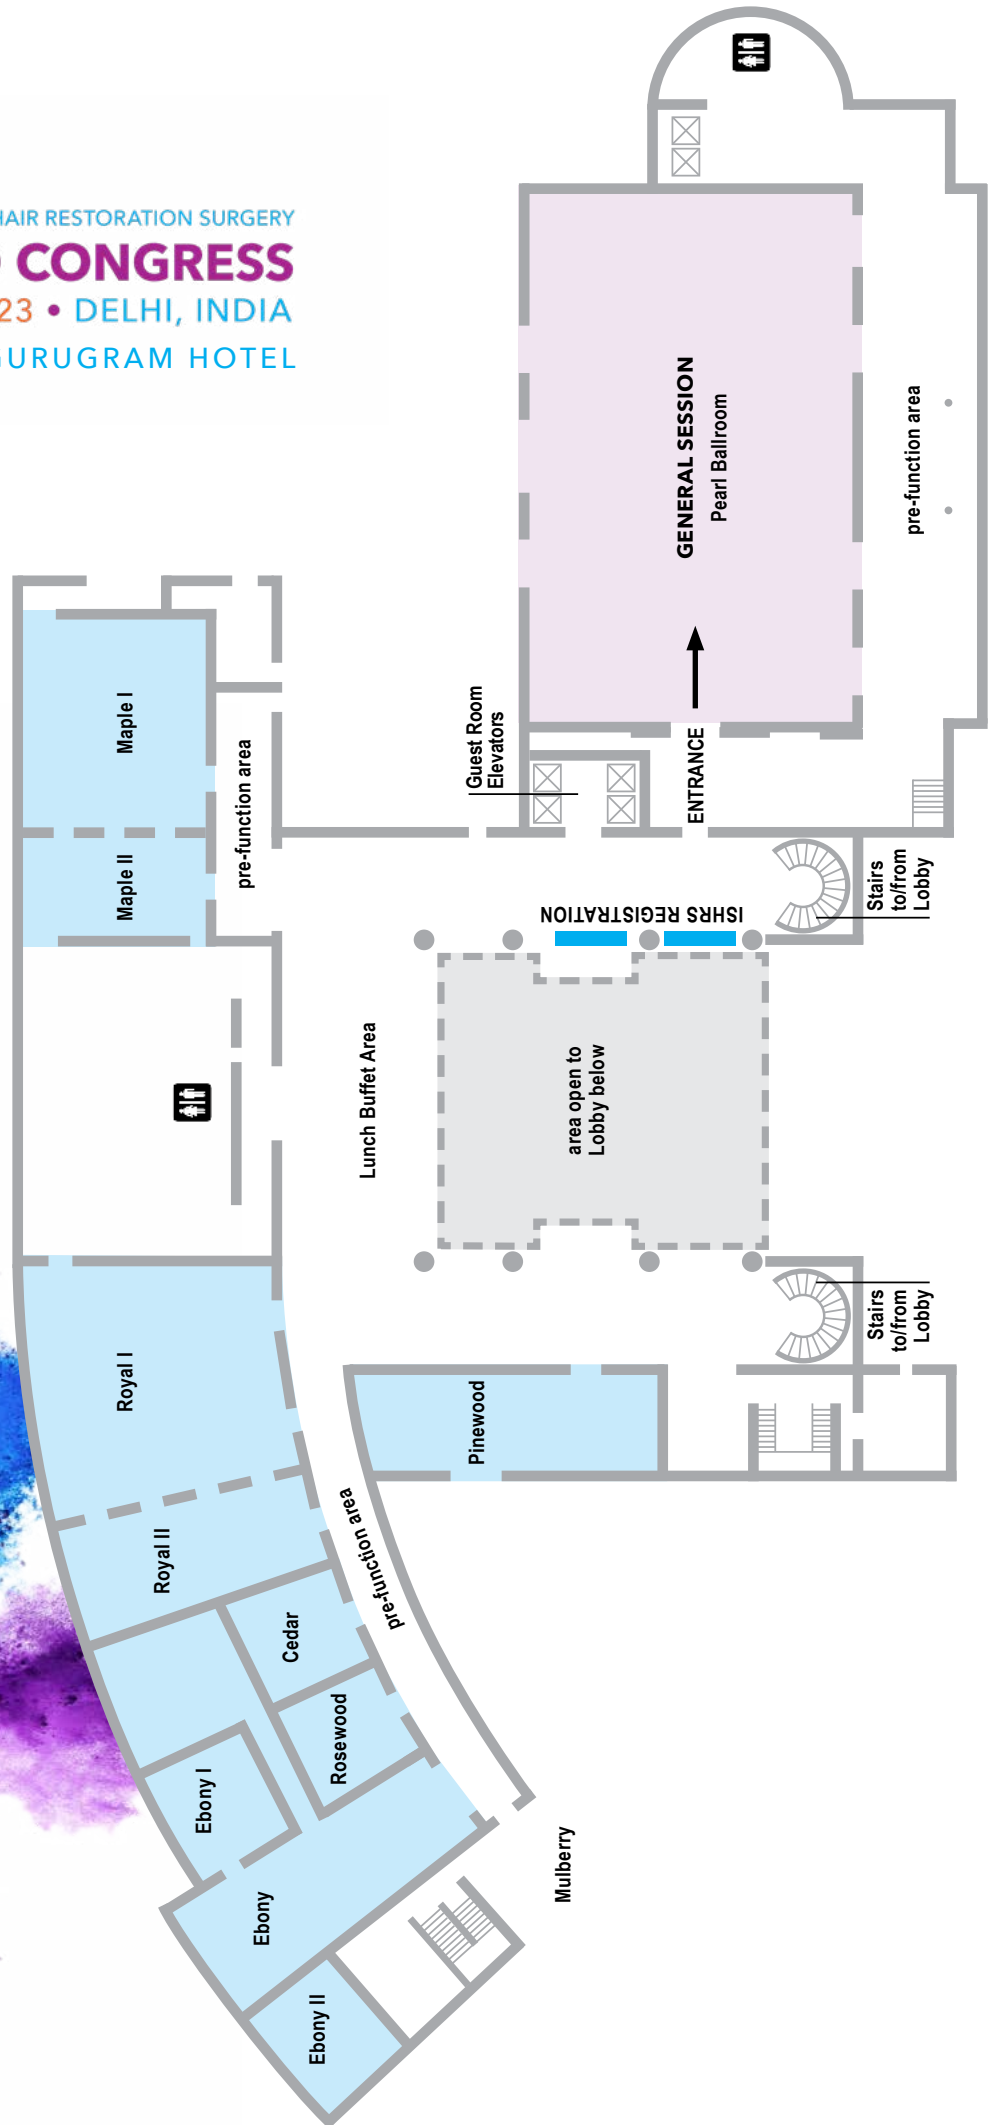 HAIR RESTORATION SURGERY
CONGRESS
23 • DELHI, INDIA
GURUGRAM HOTEL
GENERAL SESSION
Pearl Ballroom
pre-function area
ENTRANCE
Guest Room
Elevators
Maple I
Maple II
pre-function area
ISHRS REGISTRATION
Stairs
to/from
Lobby
Lunch Buffet Area
area open to
Lobby below
Stairs
to/from
Lobby
Royal I
Pinewood
Royal II
pre-function area
Cedar
Rosewood
Ebony I
Ebony
Mulberry
Ebony II